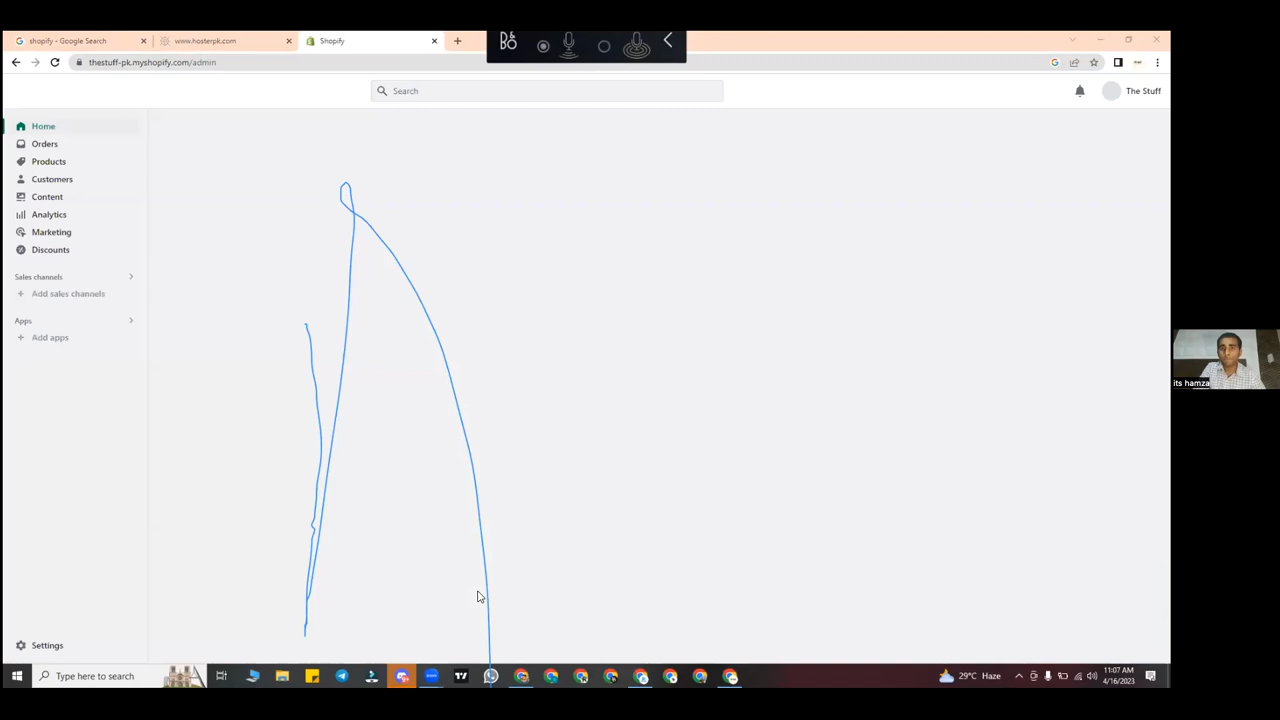 shopify - Google Search
www.hosterpk.com
Shopify
B&O
thestuff-pk.myshopify.com/admin
Search
The Stuff
Home
Orders
Products
Customers
Content
Analytics
Marketing
Discounts
Sales channels
Add sales channels
Apps
Add apps
its hamza
Settings
Type here to search
29°C Haze
11:07 AM
4/16/2023